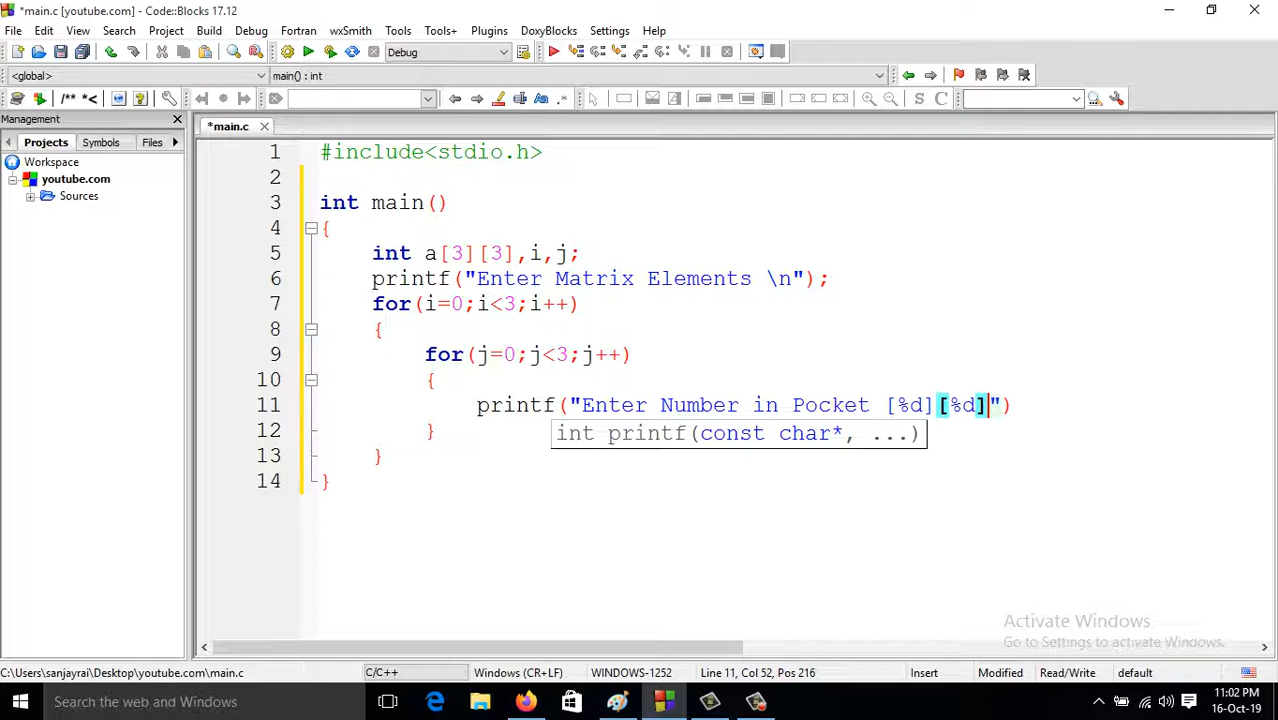 *main.c [youtube.com] - Code::Blocks 17.12
File Edit View Search Project Build Debug Fortran wxSmith Tools Tools+ Plugins DoxyBlocks Settings Help
Debug
<global> main() : int
/** *< S C
Management
*main.c
Projects Symbols Files
Workspace
youtube.com
Sources
1 #include<stdio.h>
2
3 int main()
4 {
5 int a[3][3],i,j;
6 printf("Enter Matrix Elements \n");
7 for(i=0;i<3;i++)
8 {
9 for(j=0;j<3;j++)
10 {
11 printf("Enter Number in Pocket [%d][%d]")
12 }
int printf(const char*, ...)
13 }
14 }
Activate Windows
Go to Settings to activate Windows.
C:\Users\sanjayrai\Desktop\youtube.com\main.c C/C++ Windows (CR+LF) WINDOWS-1252 Line 11, Col 52, Pos 216 Insert Modified Read/Write default
Search the web and Windows
11:02 PM
16-Oct-19